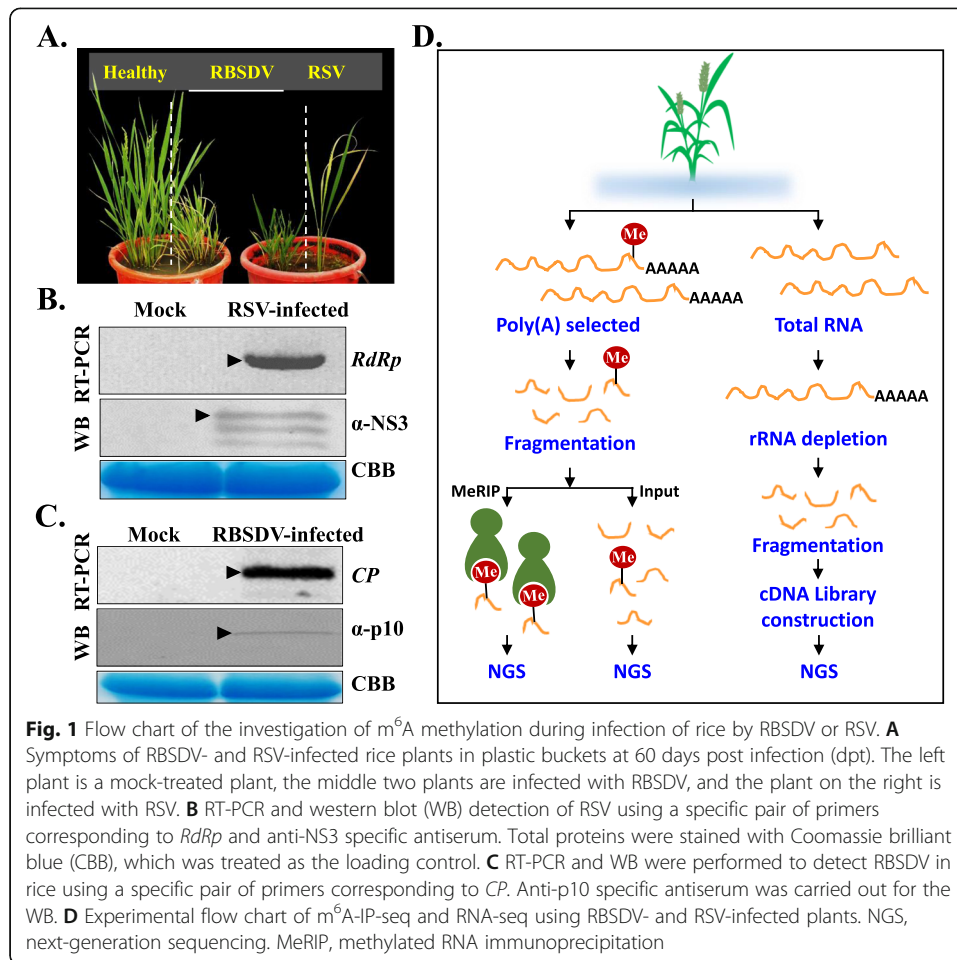 A.
Healthy RBSDV RSV
B.
Mock RSV-infected
RT-PCR
RdRp
WB
α-NS3
CBB
C.
Mock RBSDV-infected
RT-PCR
CP
WB
α-p10
CBB
D.
Me
AAAAA
AAAAA
Poly(A) selected
Me
Fragmentation
MeRIP Input
Me
Me
Me
NGS NGS
Total RNA
AAAAA
rRNA depletion
Fragmentation
cDNA Library
construction
NGS
Fig. 1 Flow chart of the investigation of m⁶A methylation during infection of rice by RBSDV or RSV. A
Symptoms of RBSDV- and RSV-infected rice plants in plastic buckets at 60 days post infection (dpt). The left
plant is a mock-treated plant, the middle two plants are infected with RBSDV, and the plant on the right is
infected with RSV. B RT-PCR and western blot (WB) detection of RSV using a specific pair of primers
corresponding to RdRp and anti-NS3 specific antiserum. Total proteins were stained with Coomassie brilliant
blue (CBB), which was treated as the loading control. C RT-PCR and WB were performed to detect RBSDV in
rice using a specific pair of primers corresponding to CP. Anti-p10 specific antiserum was carried out for the
WB. D Experimental flow chart of m⁶A-IP-seq and RNA-seq using RBSDV- and RSV-infected plants. NGS,
next-generation sequencing. MeRIP, methylated RNA immunoprecipitation